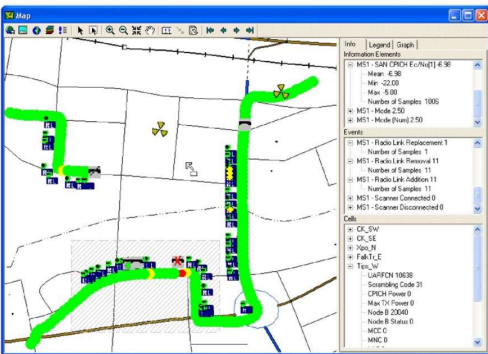 Map
Info Legend Graph
Information Elements
MS1 - SAN CPICH Ec/No[1] -6.98
Mean -6.98
Min -22.00
Max -5.00
Number of Samples 1006
MS1 - Mode 2.50
MS1 - Mode (Num) 2.50
Events
MS1 - Radio Link Replacement 1
Number of Samples 1
MS1 - Radio Link Removal 11
Number of Samples 11
MS1 - Radio Link Addition 11
Number of Samples 11
MS1 - Scanner Connected 0
MS1 - Scanner Disconnected 0
Cells
CK_SW
CK_SE
Xpo_N
FalkTr_E
Tips_W
UARFCN 10638
Scrambling Code 31
CPICH Power 0
Max TX Power 0
Node B 20040
Node B Status 0
MCC 0
MNC 0